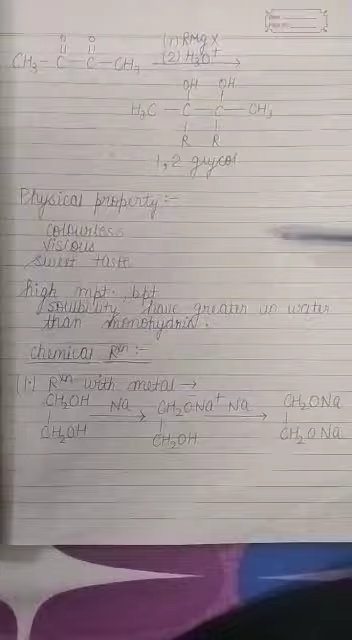 O O
|| ||
CH₃ – C – C – CH₃ (1) RMgX
(2) H₃O⁺ →
OH OH
H₃C – C – C – CH₃
R R
1,2 glycol
Physical property :-
colourless
viscous
sweet taste
high mpt. bpt
solubility have greater in water
than monohydric.
Chemical Rˣⁿ :-
(1.) Rˣⁿ with metal →
CH₂OH Na → CH₂O⁻Na⁺ Na → CH₂ONa
CH₂OH CH₂OH CH₂ONa